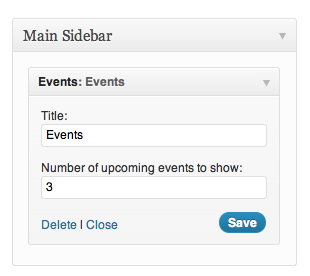 Main Sidebar
Events: Events
Title:
Events
Number of upcoming events to show:
3
Delete | Close
Save